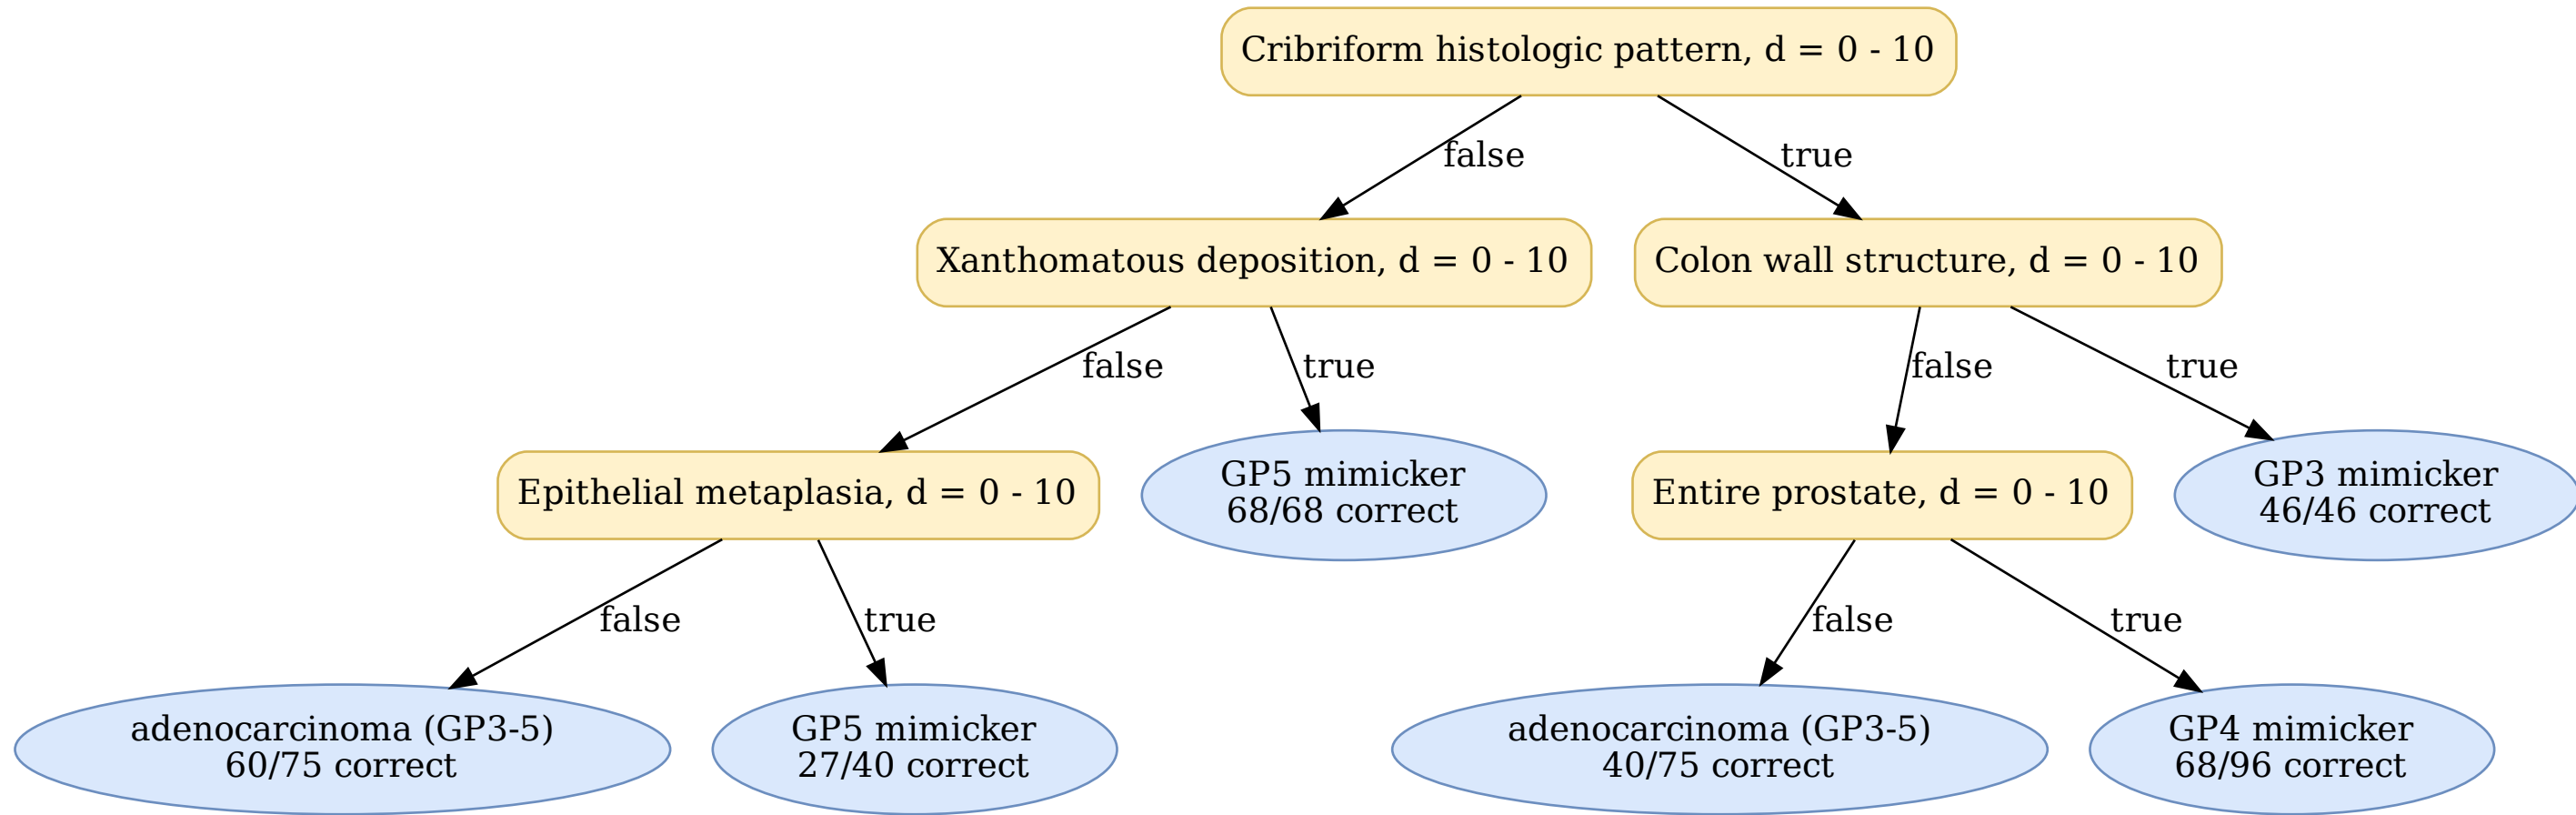 Cribriform histologic pattern, d = 0 - 10
false
true
Xanthomatous deposition, d = 0 - 10
Colon wall structure, d = 0 - 10
false
true
false
true
Epithelial metaplasia, d = 0 - 10
GP5 mimicker
68/68 correct
Entire prostate, d = 0 - 10
GP3 mimicker
46/46 correct
false
true
false
true
adenocarcinoma (GP3-5)
60/75 correct
GP5 mimicker
27/40 correct
adenocarcinoma (GP3-5)
40/75 correct
GP4 mimicker
68/96 correct